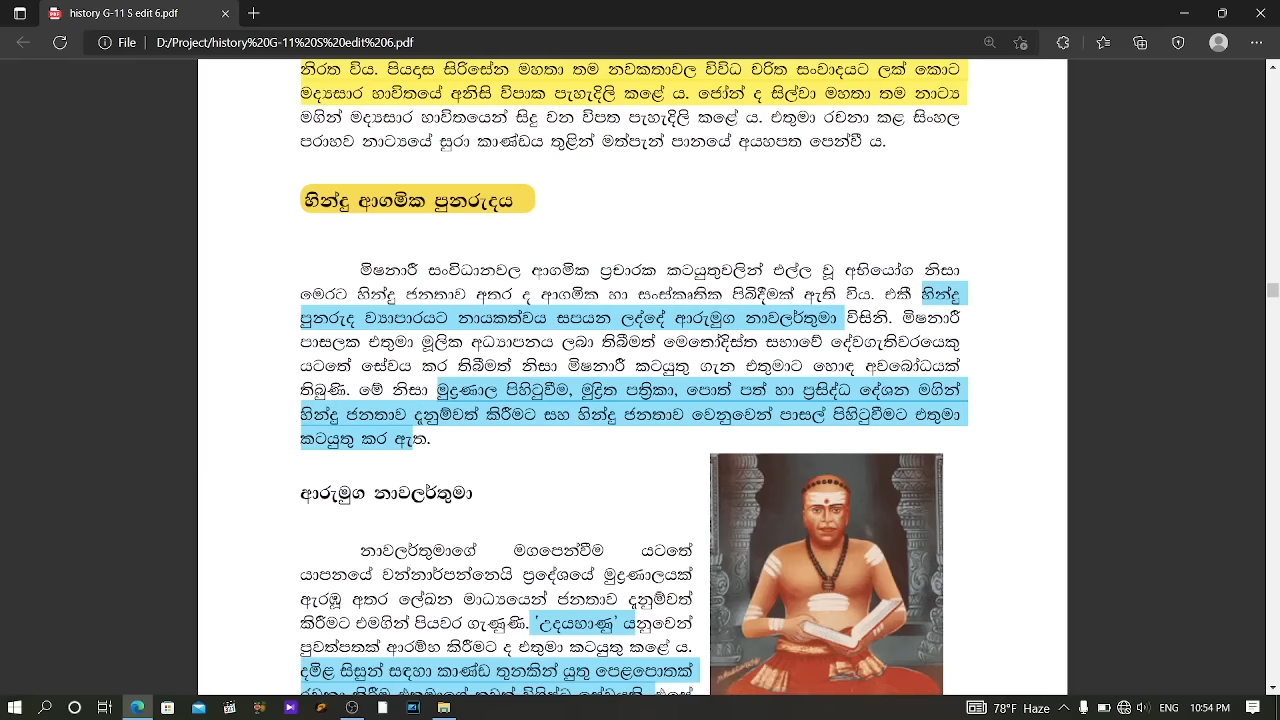 history G-11 S edit 6.pdf
File D:/Project/history%20G-11%20S%20edit%206.pdf
නිරත විය. පියදාස සිරිසේන මහතා තම නවකතාවල විවිධ චරිත සංවාදයට ලක් කොට
මද්‍යසාර භාවිතයේ අනිසි විපාක පැහැදිලි කළේ ය. ජෝන් ද සිල්වා මහතා තම නාට්‍ය
මගින් මද්‍යසාර භාවිතයෙන් සිදු වන විපත පැහැදිලි කළේ ය. එතුමා රචනා කළ සිංහල
පරාභව නාට්‍යයේ සුරා කාණ්ඩය තුළින් මත්පැන් පානයේ අයහපත පෙන්වී ය.
හින්දු ආගමික පුනරුදය
මිෂනාරී සංවිධානවල ආගමික ප්‍රචාරක කටයුතුවලින් එල්ල වූ අභියෝග නිසා
මෙරට හින්දු ජනතාව අතර ද ආගමික හා සංස්කෘතික පිබිදීමක් ඇති විය. එකී හින්දු
පුනරුද ව්‍යාපාරයට නායකත්වය සපයන ලද්දේ ආරුමුග නාවලර්තුමා විසිනි. මිෂනාරී
පාසලක එතුමා මූලික අධ්‍යාපනය ලබා තිබීමත් මෙතෝදිස්ත සභාවේ දේවගැතිවරයෙකු
යටතේ සේවය කර තිබීමත් නිසා මිෂනාරී කටයුතු ගැන එතුමාට හොඳ අවබෝධයක්
තිබුණි. මේ නිසා මුද්‍රණාල පිහිටුවීම, මුද්‍රිත පත්‍රිකා, පොත් පත් හා ප්‍රසිද්ධ දේශන මගින්
හින්දු ජනතාව දැනුම්වත් කිරීමට සහ හින්දු ජනතාව වෙනුවෙන් පාසල් පිහිටුවීමට එතුමා
කටයුතු කර ඇත.
ආරුමුග නාවලර්තුමා
නාවලර්තුමාගේ මගපෙන්වීම යටතේ
යාපනයේ වන්නාර්පන්නෙයි ප්‍රදේශයේ මුද්‍රණාලයක්
ඇරඹූ අතර ලේඛන මාධ්‍යයෙන් ජනතාව දැනුම්වත්
කිරීමට එමගින් පියවර ගැණුණි. 'උදයභාණු' යනුවෙන්
පුවත්පතක් ආරම්භ කිරීමට ද එතුමා කටයුතු කළේ ය.
දමිළ සිසුන් සඳහා කාණ්ඩ තුනකින් යුතු පෙළපොතක්
78°F Haze ENG 10:54 PM